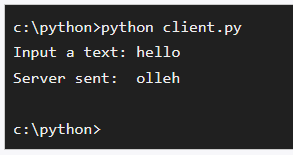 c:\python>python client.py
Input a text: hello
Server sent:  olleh
c:\python>